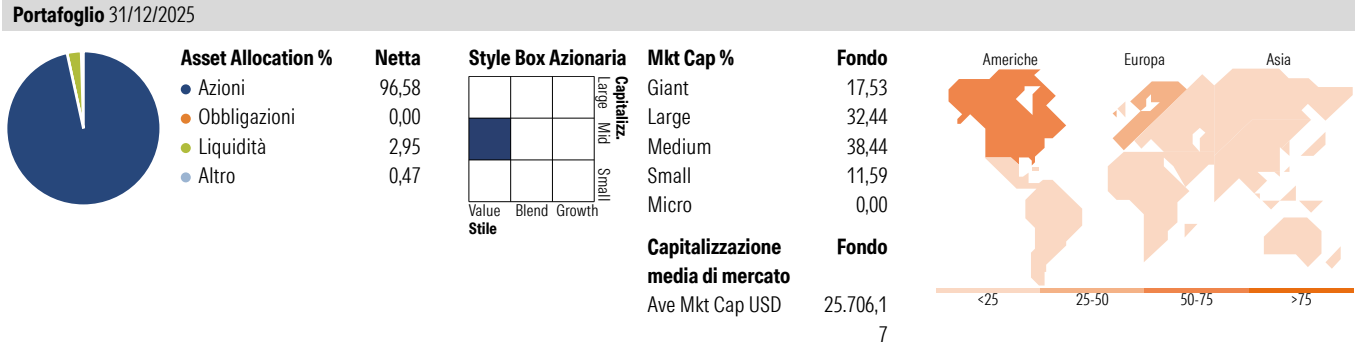 Portafoglio 31/12/2025
Asset Allocation % Netta
Azioni 96,58
Obbligazioni 0,00
Liquidità 2,95
Altro 0,47
Style Box Azionaria
Capitalizz.
Large Mid Small
Value Blend Growth
Stile
Mkt Cap % Fondo
Giant 17,53
Large 32,44
Medium 38,44
Small 11,59
Micro 0,00
Capitalizzazione Fondo
media di mercato
Ave Mkt Cap USD 25.706,1
7
Americhe Europa Asia
<25 25-50 50-75 >75